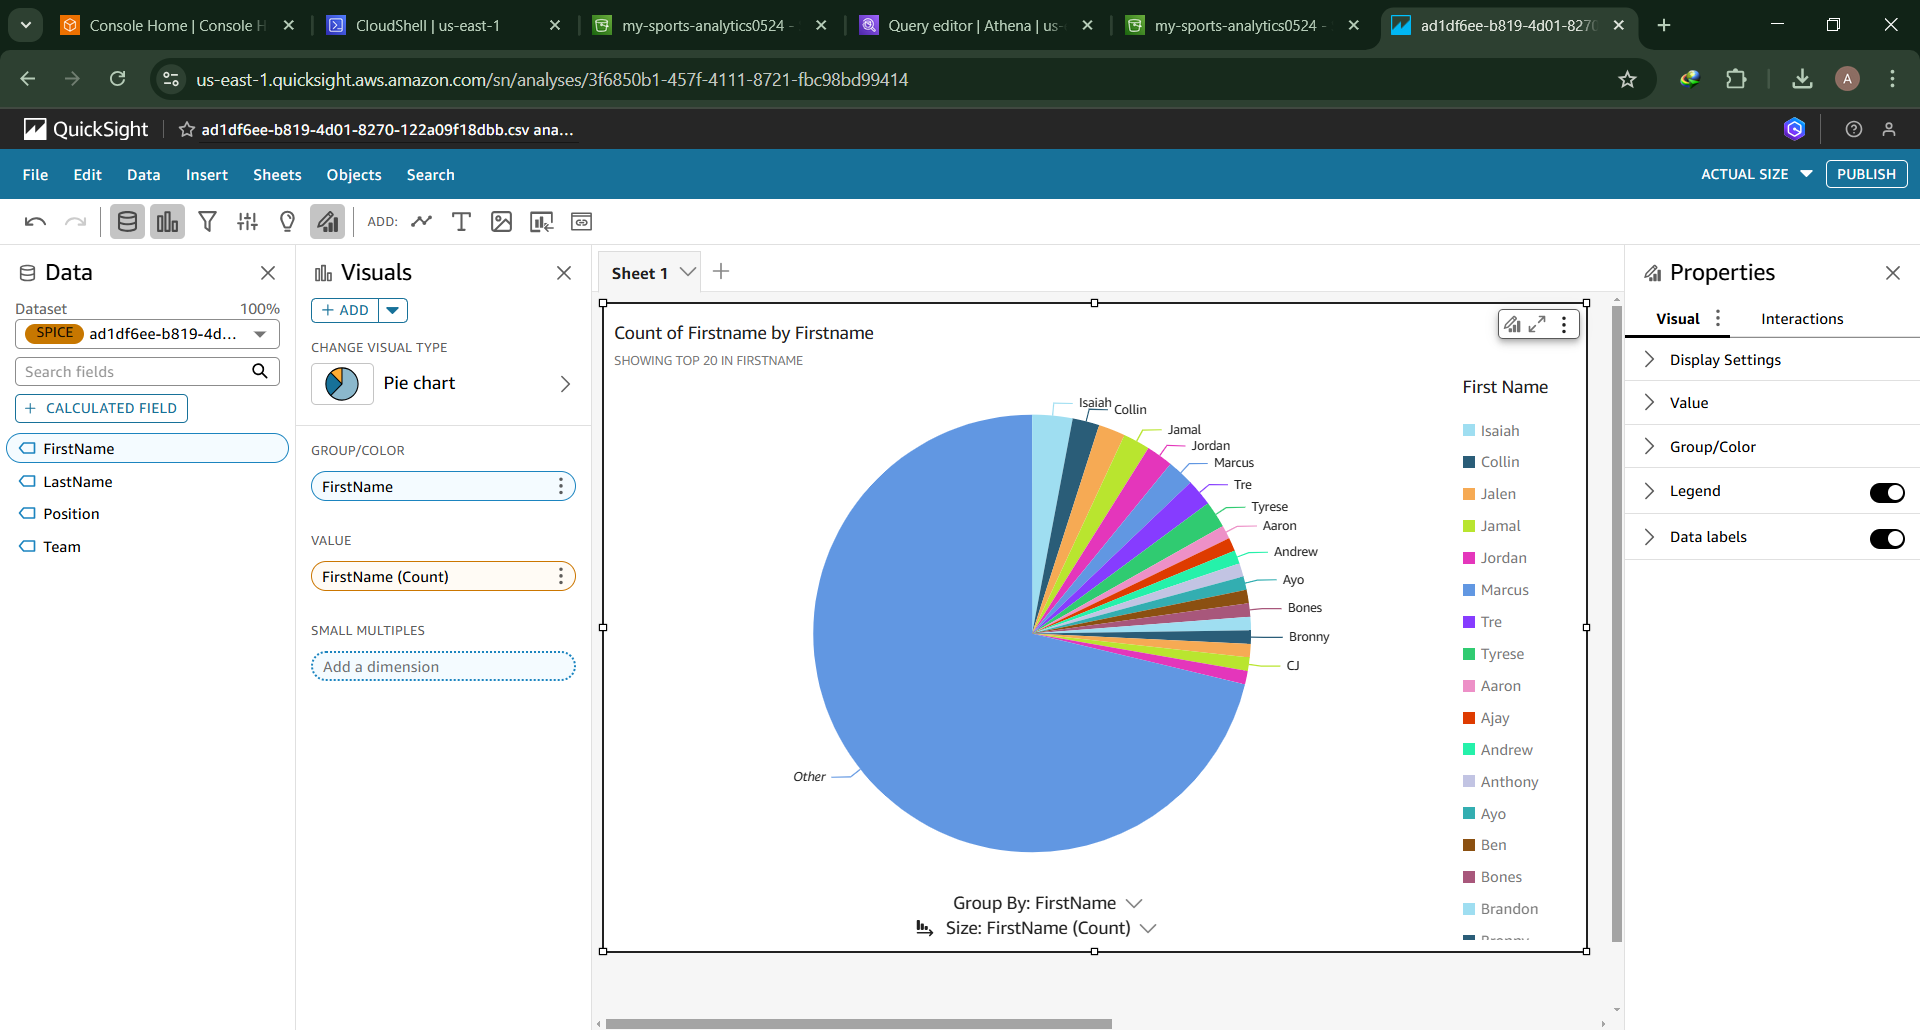 Console Home | Console H
CloudShell | us-east-1
my-sports-analytics0524 -
Query editor | Athena | us-
my-sports-analytics0524 -
ad1df6ee-b819-4d01-8270
us-east-1.quicksight.aws.amazon.com/sn/analyses/3f6850b1-457f-4111-8721-fbc98bd99414
A
QuickSight
ad1df6ee-b819-4d01-8270-122a09f18dbb.csv ana...
File Edit Data Insert Sheets Objects Search
ACTUAL SIZE
PUBLISH
ADD:
Data
Dataset 100%
SPICE ad1df6ee-b819-4d...
Search fields
+ CALCULATED FIELD
FirstName
LastName
Position
Team
Visuals
+ ADD
CHANGE VISUAL TYPE
Pie chart
GROUP/COLOR
FirstName
VALUE
FirstName (Count)
SMALL MULTIPLES
Add a dimension
Sheet 1
Count of Firstname by Firstname
SHOWING TOP 20 IN FIRSTNAME
Isaiah
Collin
Jamal
Jordan
Marcus
Tre
Tyrese
Aaron
Andrew
Ayo
Bones
Bronny
CJ
Other
Group By: FirstName
Size: FirstName (Count)
First Name
Isaiah
Collin
Jalen
Jamal
Jordan
Marcus
Tre
Tyrese
Aaron
Ajay
Andrew
Anthony
Ayo
Ben
Bones
Brandon
Bronny
Properties
Visual
Interactions
Display Settings
Value
Group/Color
Legend
Data labels